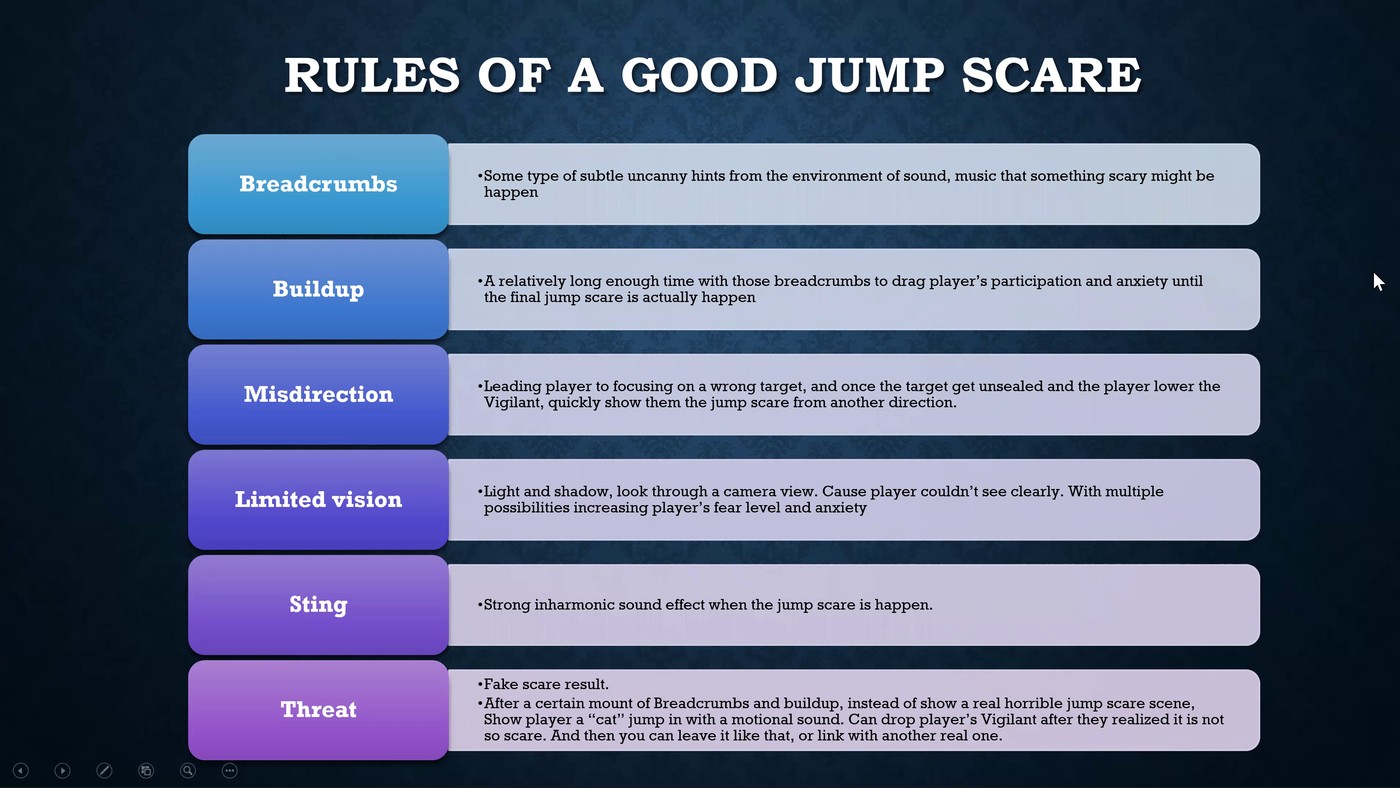 RULES OF A GOOD JUMP SCARE
Breadcrumbs
•Some type of subtle uncanny hints from the environment of sound, music that something scary might be
happen
Buildup
•A relatively long enough time with those breadcrumbs to drag player's participation and anxiety until
the final jump scare is actually happen
Misdirection
•Leading player to focusing on a wrong target, and once the target get unsealed and the player lower the
Vigilant, quickly show them the jump scare from another direction.
Limited vision
•Light and shadow, look through a camera view. Cause player couldn't see clearly. With multiple
possibilities increasing player's fear level and anxiety
Sting
•Strong inharmonic sound effect when the jump scare is happen.
Threat
•Fake scare result.
•After a certain mount of Breadcrumbs and buildup, instead of show a real horrible jump scare scene,
Show player a “cat” jump in with a motional sound. Can drop player's Vigilant after they realized it is not
so scare. And then you can leave it like that, or link with another real one.